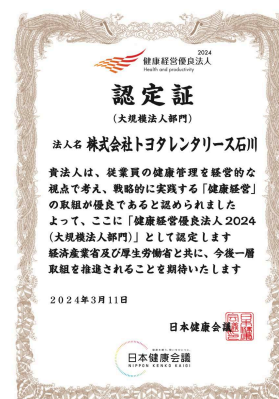 2024
健康経営優良法人
Health and productivity
認定証
(大規模法人部門)
法人名 株式会社トヨタレンタリース石川
貴法人は、従業員の健康管理を経営的な
視点で考え、戦略的に実践する「健康経営」
の取組が優良であると認められました
よって、ここに「健康経営優良法人2024
(大規模法人部門)」として認定します
経済産業省及び厚生労働省と共に、今後一層
取組を推進されることを期待いたします
2024年3月11日
日本健康会議
日本健康会議
NIPPON KENKO KAIGI